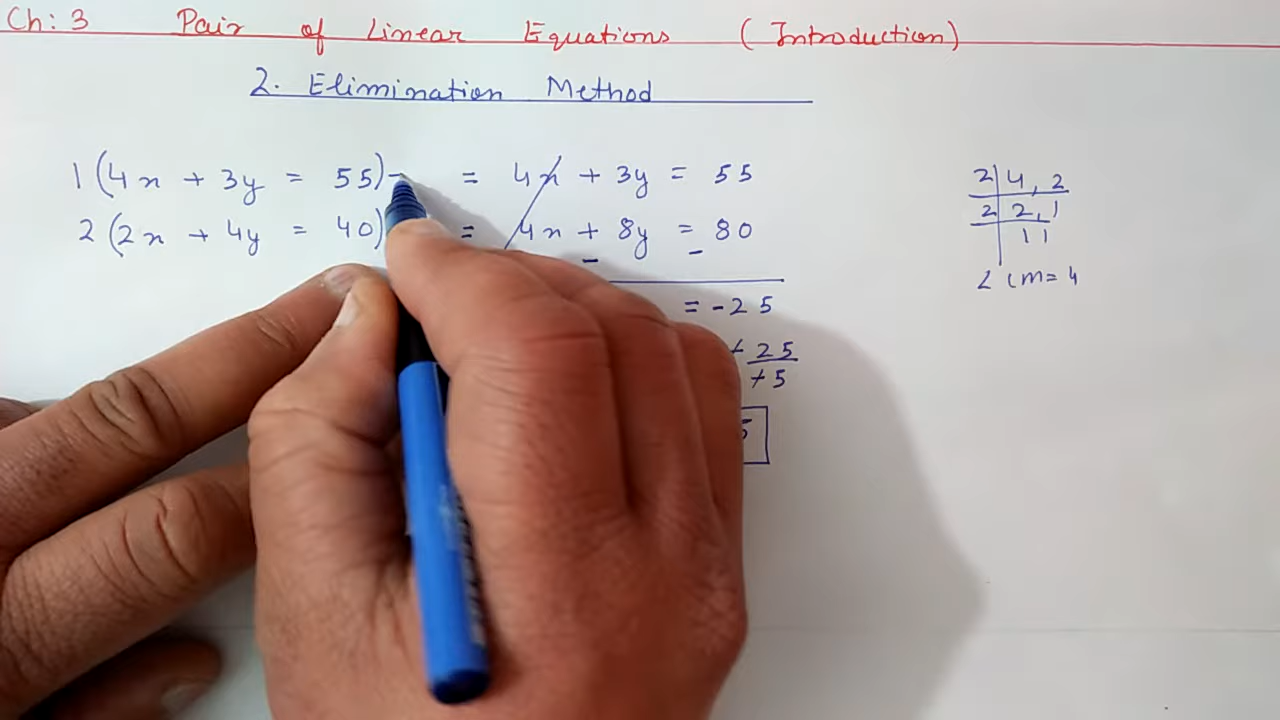 Ch: 3 Pair of Linear Equations (Introduction)
2. Elimination Method
1(4x + 3y = 55) - = 4x + 3y = 55
2(2x + 4y = 40) = 4x + 8y = 80
- -
= -25
+ 25
+ 5
5
2 4, 2
2 2, 1
1 1
LCM = 4